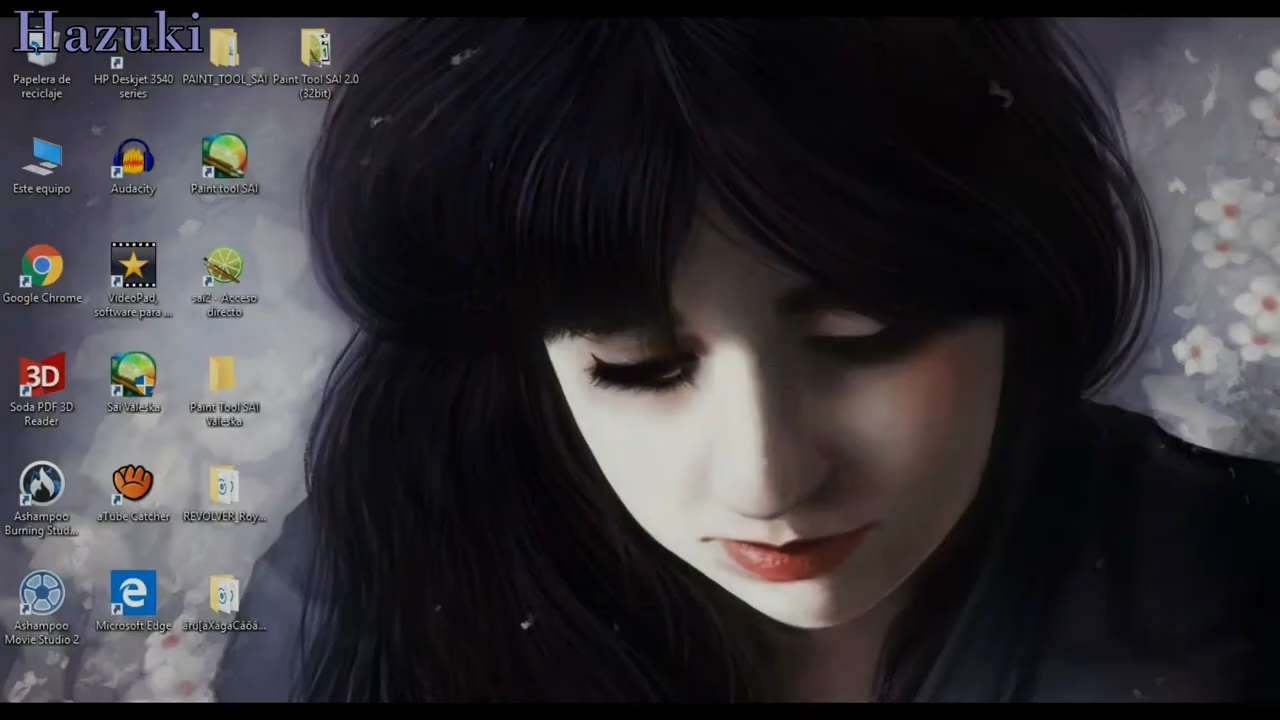 Hazuki
Papelera de
reciclaje
HP Deskjet 3540
series
PAINT_TOOL_SAI
Paint Tool SAI 2.0
(32bit)
Este equipo
Audacity
Paint tool SAI
Google Chrome
VideoPad,
software para ...
sai2 - Acceso
directo
3D
Soda PDF 3D
Reader
Sai Valeska
Paint Tool SAI
Valeska
Ashampoo
Burning Stud...
aTube Catcher
REVOLVER_Roy...
Ashampoo
Movie Studio 2
Microsoft Edge